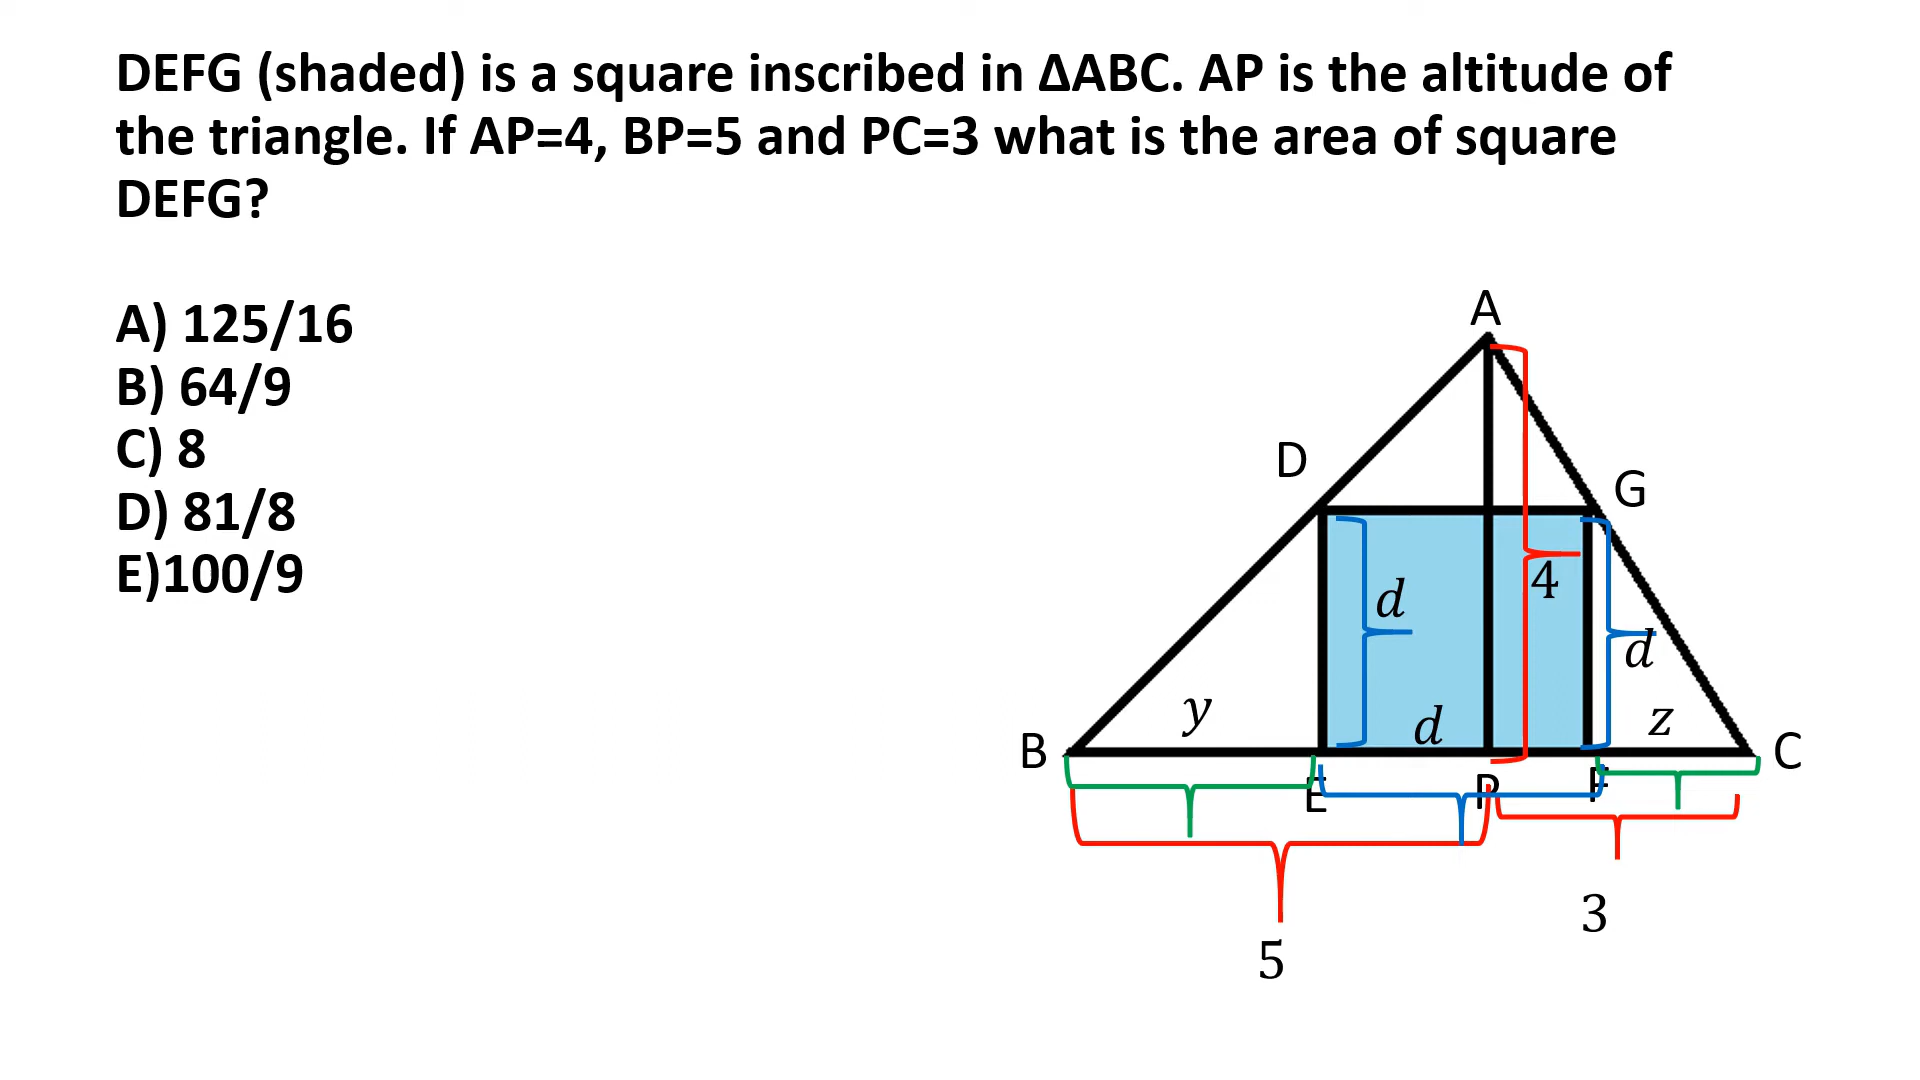 DEFG (shaded) is a square inscribed in ΔABC. AP is the altitude of
the triangle. If AP=4, BP=5 and PC=3 what is the area of square
DEFG?
A) 125/16
B) 64/9
C) 8
D) 81/8
E)100/9
A
D
G
4
d
d
y
d
z
B
C
E
P
F
3
5